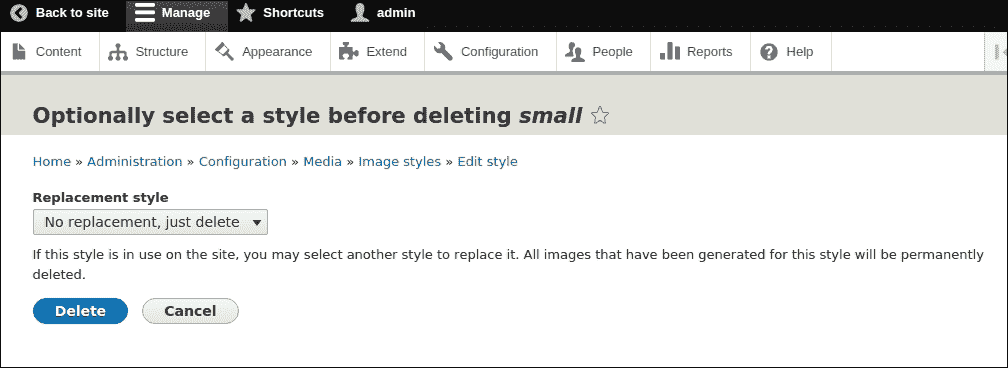 Back to site Manage Shortcuts admin
Content Structure Appearance Extend Configuration People Reports Help
Optionally select a style before deleting small
Home » Administration » Configuration » Media » Image styles » Edit style
Replacement style
No replacement, just delete
If this style is in use on the site, you may select another style to replace it. All images that have been generated for this style will be permanently
deleted.
Delete Cancel